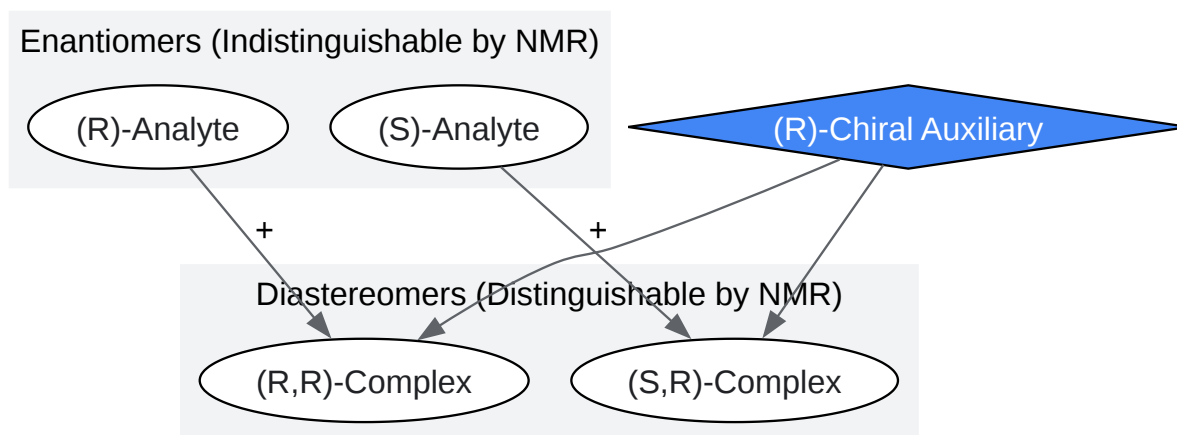 Enantiomers (Indistinguishable by NMR)
(R)-Analyte
(S)-Analyte
(R)-Chiral Auxiliary
+
+
Diastereomers (Distinguishable by NMR)
(R,R)-Complex
(S,R)-Complex